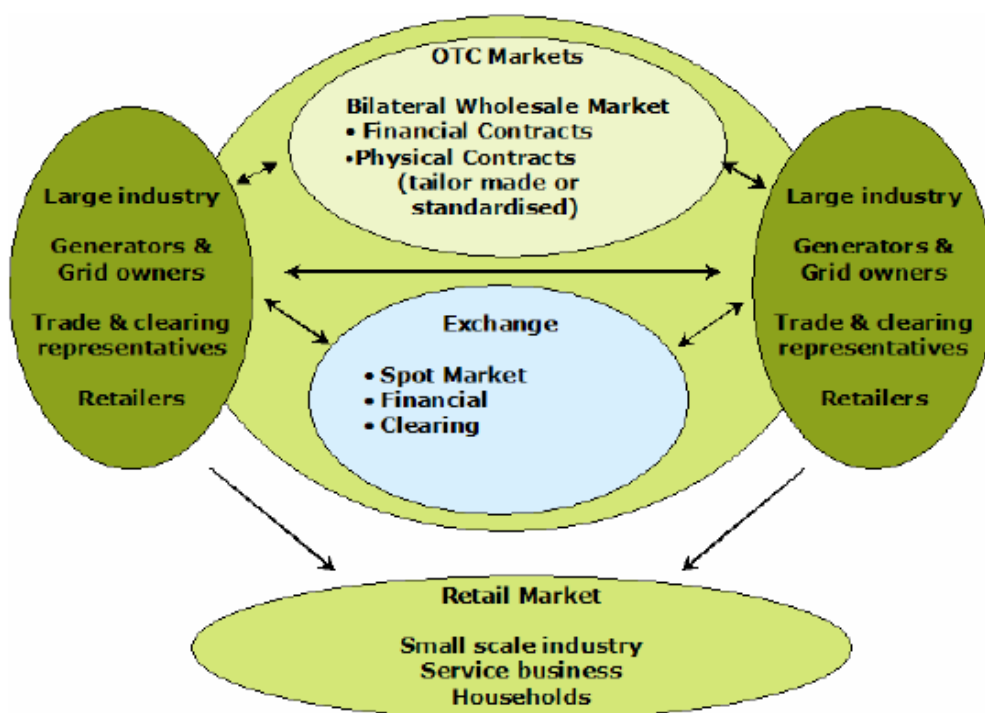 OTC Markets
Bilateral Wholesale Market
• Financial Contracts
•Physical Contracts
(tailor made or
standardised)
Large industry
Generators &
Grid owners
Trade & clearing
representatives
Retailers
Large industry
Generators &
Grid owners
Trade & clearing
representatives
Retailers
Exchange
• Spot Market
• Financial
• Clearing
Retail Market
Small scale industry
Service business
Households